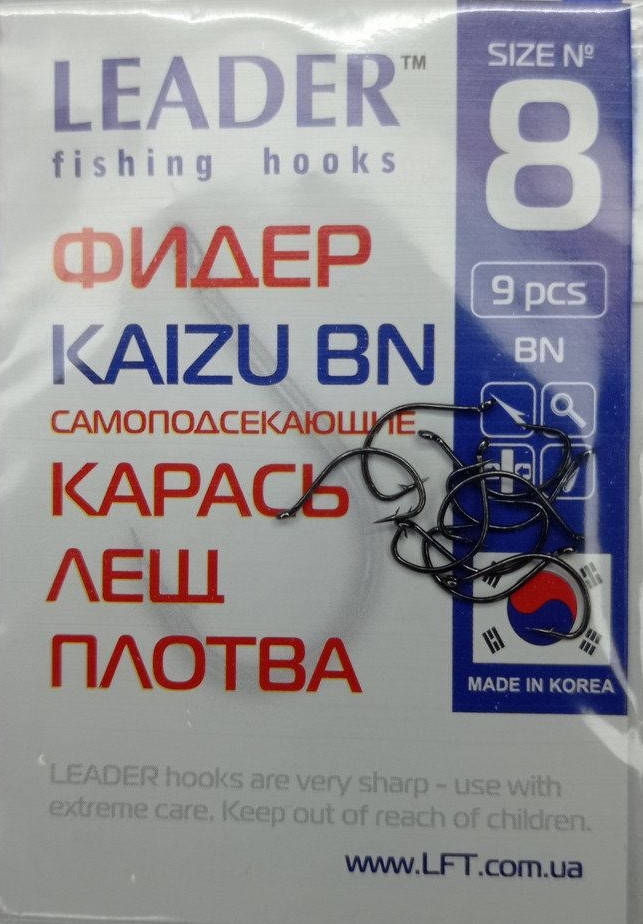 LEADER™
fishing hooks
ФИДЕР
KAIZU BN
САМОПОДСЕКАЮЩИЕ
КАРАСЬ
ЛЕЩ
ПЛОТВА
SIZE №
8
9 pcs
BN
MADE IN KOREA
LEADER hooks are very sharp - use with
extreme care. Keep out of reach of children.
www.LFT.com.ua